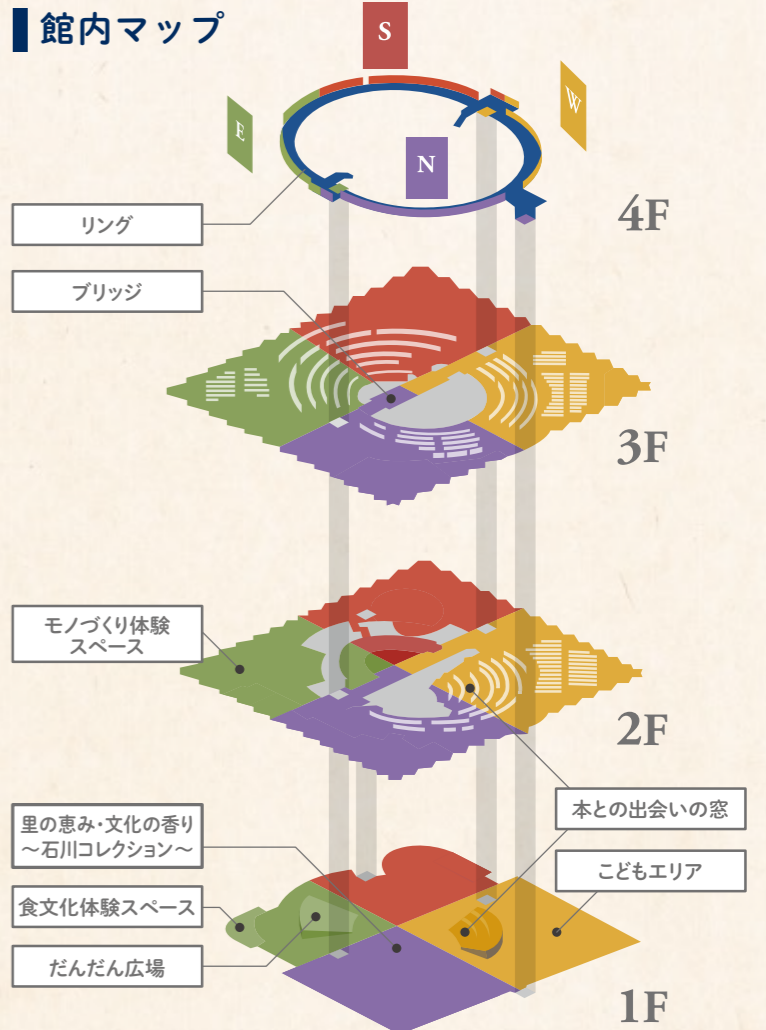 館内マップ
S
W
E
N
4F
リング
ブリッジ
3F
モノづくり体験
スペース
2F
里の恵み・文化の香り
～石川コレクション～
本との出会いの窓
こどもエリア
食文化体験スペース
だんだん広場
1F